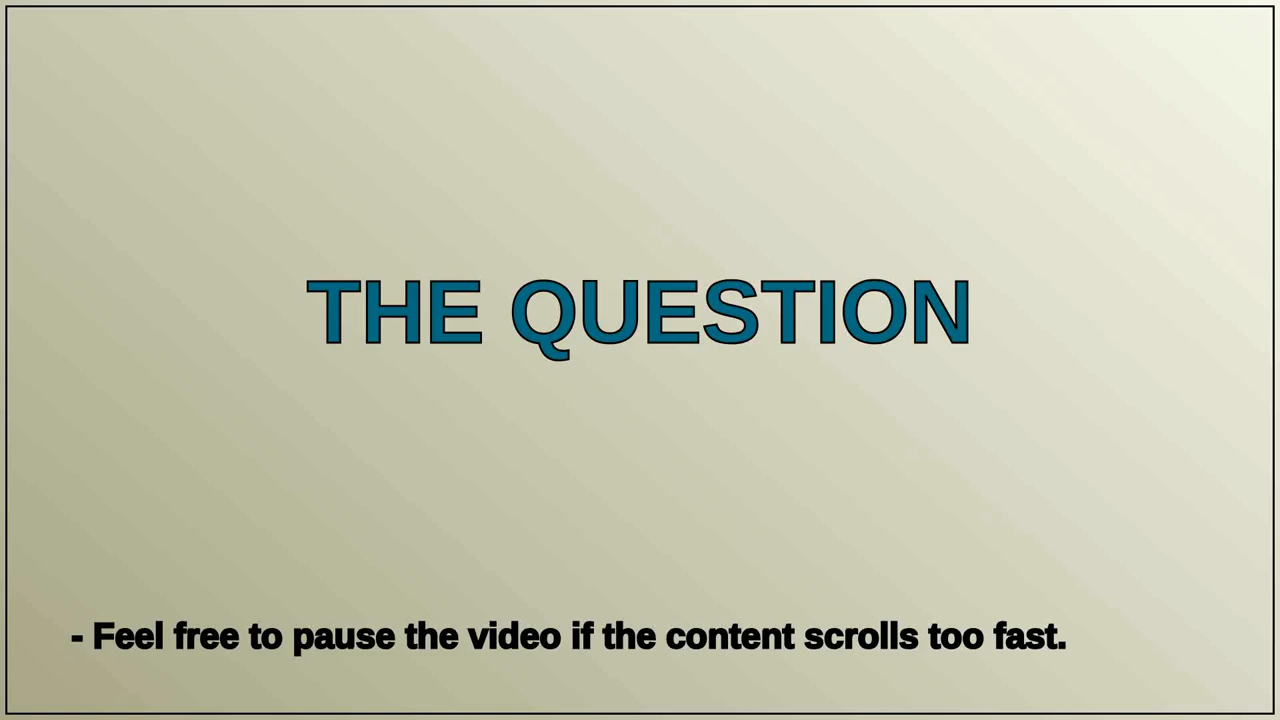 THE QUESTION
- Feel free to pause the video if the content scrolls too fast.